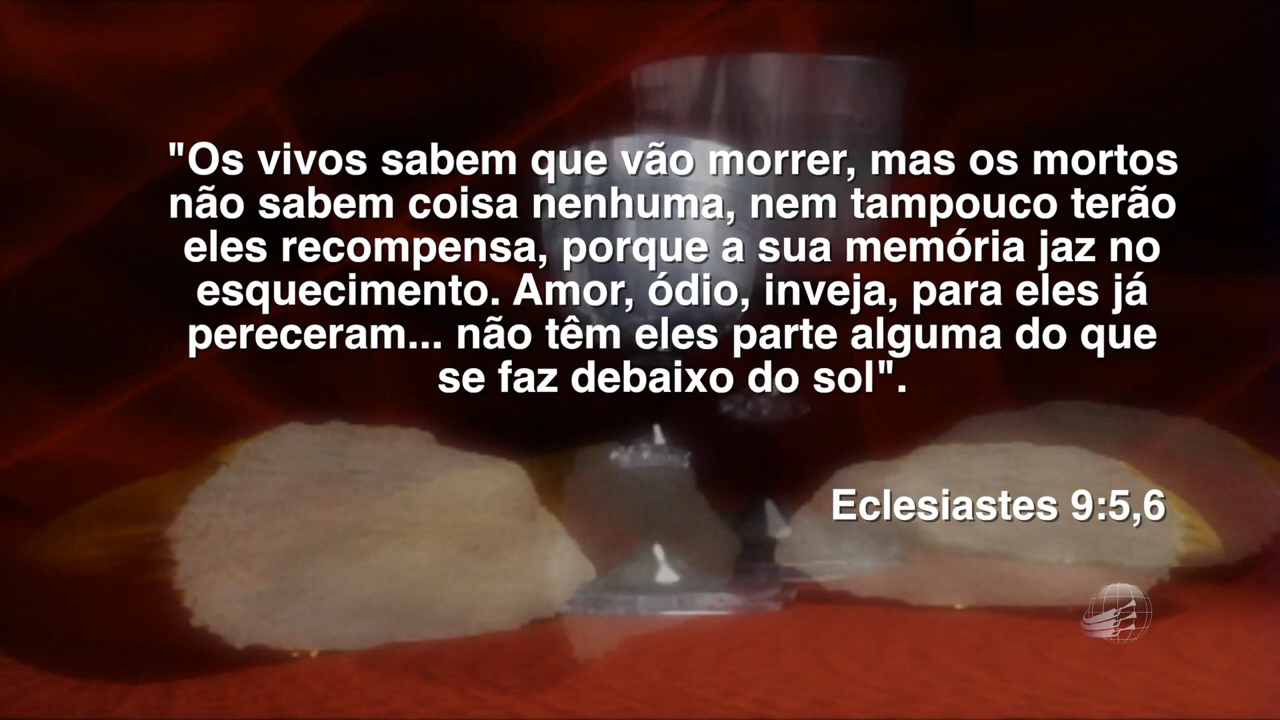 "Os vivos sabem que vão morrer, mas os mortos
não sabem coisa nenhuma, nem tampouco terão
eles recompensa, porque a sua memória jaz no
esquecimento. Amor, ódio, inveja, para eles já
pereceram... não têm eles parte alguma do que
se faz debaixo do sol".
Eclesiastes 9:5,6